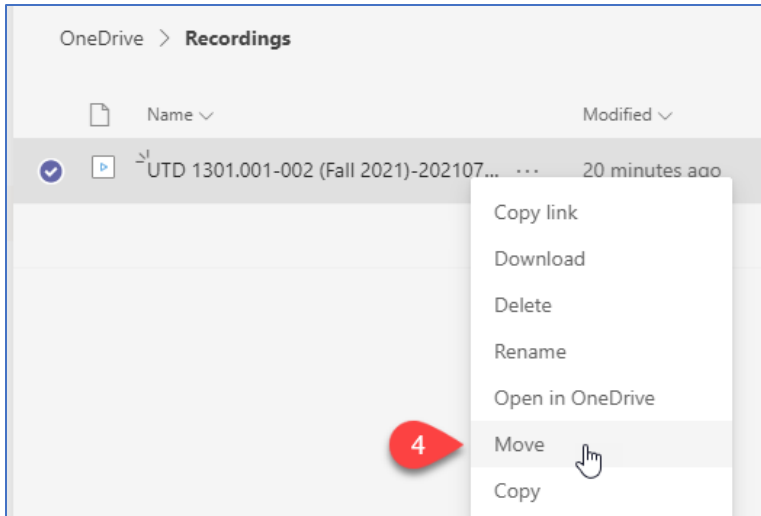 OneDrive > Recordings
Name Modified
UTD 1301.001-002 (Fall 2021)-202107... ... 20 minutes ago
Copy link
Download
Delete
Rename
Open in OneDrive
4 Move
Copy